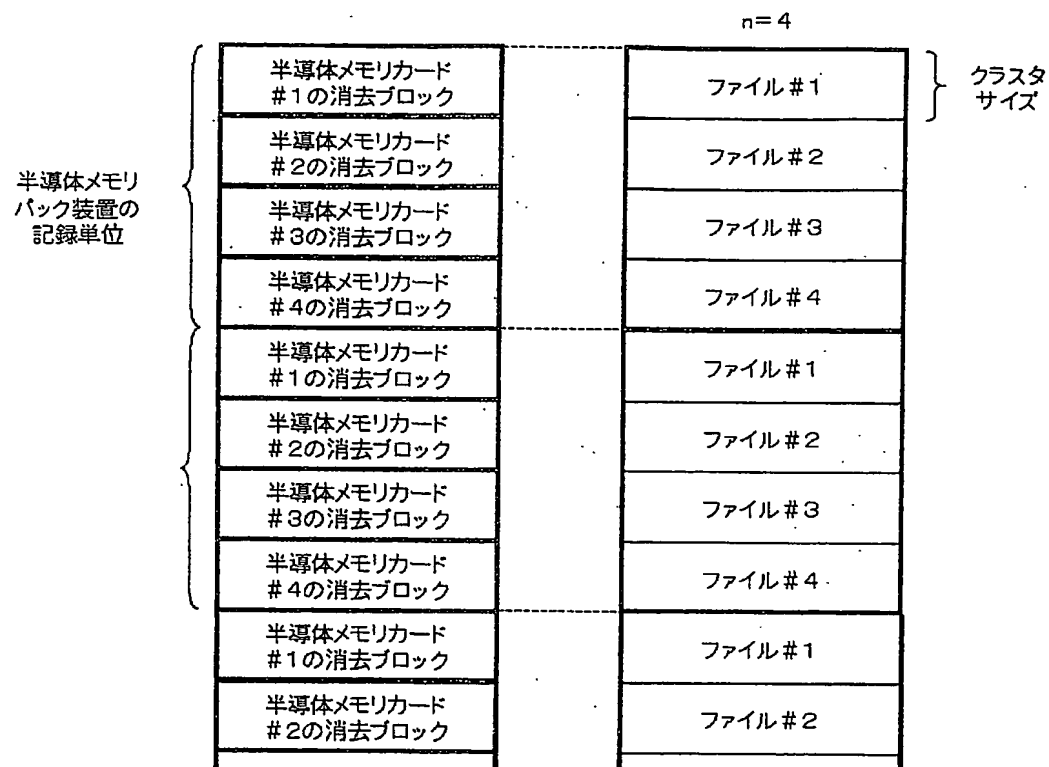 n=4
半導体メモリカード
#1の消去ブロック
ファイル#1
クラスタ
サイズ
半導体メモリカード
#2の消去ブロック
ファイル#2
半導体メモリ
パック装置の
記録単位
半導体メモリカード
#3の消去ブロック
ファイル#3
半導体メモリカード
#4の消去ブロック
ファイル#4
半導体メモリカード
#1の消去ブロック
ファイル#1
半導体メモリカード
#2の消去ブロック
ファイル#2
半導体メモリカード
#3の消去ブロック
ファイル#3
半導体メモリカード
#4の消去ブロック
ファイル#4
半導体メモリカード
#1の消去ブロック
ファイル#1
半導体メモリカード
#2の消去ブロック
ファイル#2